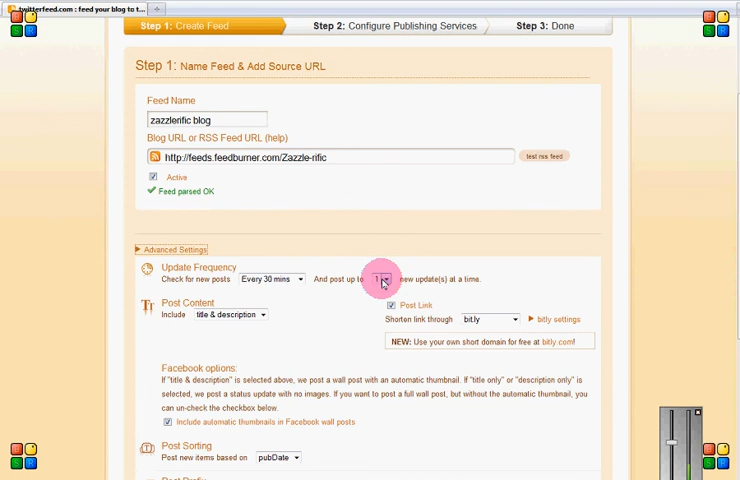 twitterfeed.com : feed your blog to t...
Step 1: Create Feed
Step 2: Configure Publishing Services
Step 3: Done
Step 1: Name Feed & Add Source URL
Feed Name
zazzlerific blog
Blog URL or RSS Feed URL (help)
http://feeds.feedburner.com/Zazzle-rific
test rss feed
Active
Feed parsed OK
Advanced Settings
Update Frequency
Check for new posts Every 30 mins And post up to 1 new update(s) at a time.
Post Content
Include title & description
Post Link
Shorten link through bit.ly bitly settings
NEW: Use your own short domain for free at bitly.com!
Facebook options:
If "title & description" is selected above, we post a wall post with an automatic thumbnail. If "title only" or "description only" is
selected, we post a status update with no images. If you want to post a full wall post, but without the automatic thumbnail, you
can un-check the checkbox below.
Include automatic thumbnails in Facebook wall posts
Post Sorting
Post new items based on pubDate
Post Prefix